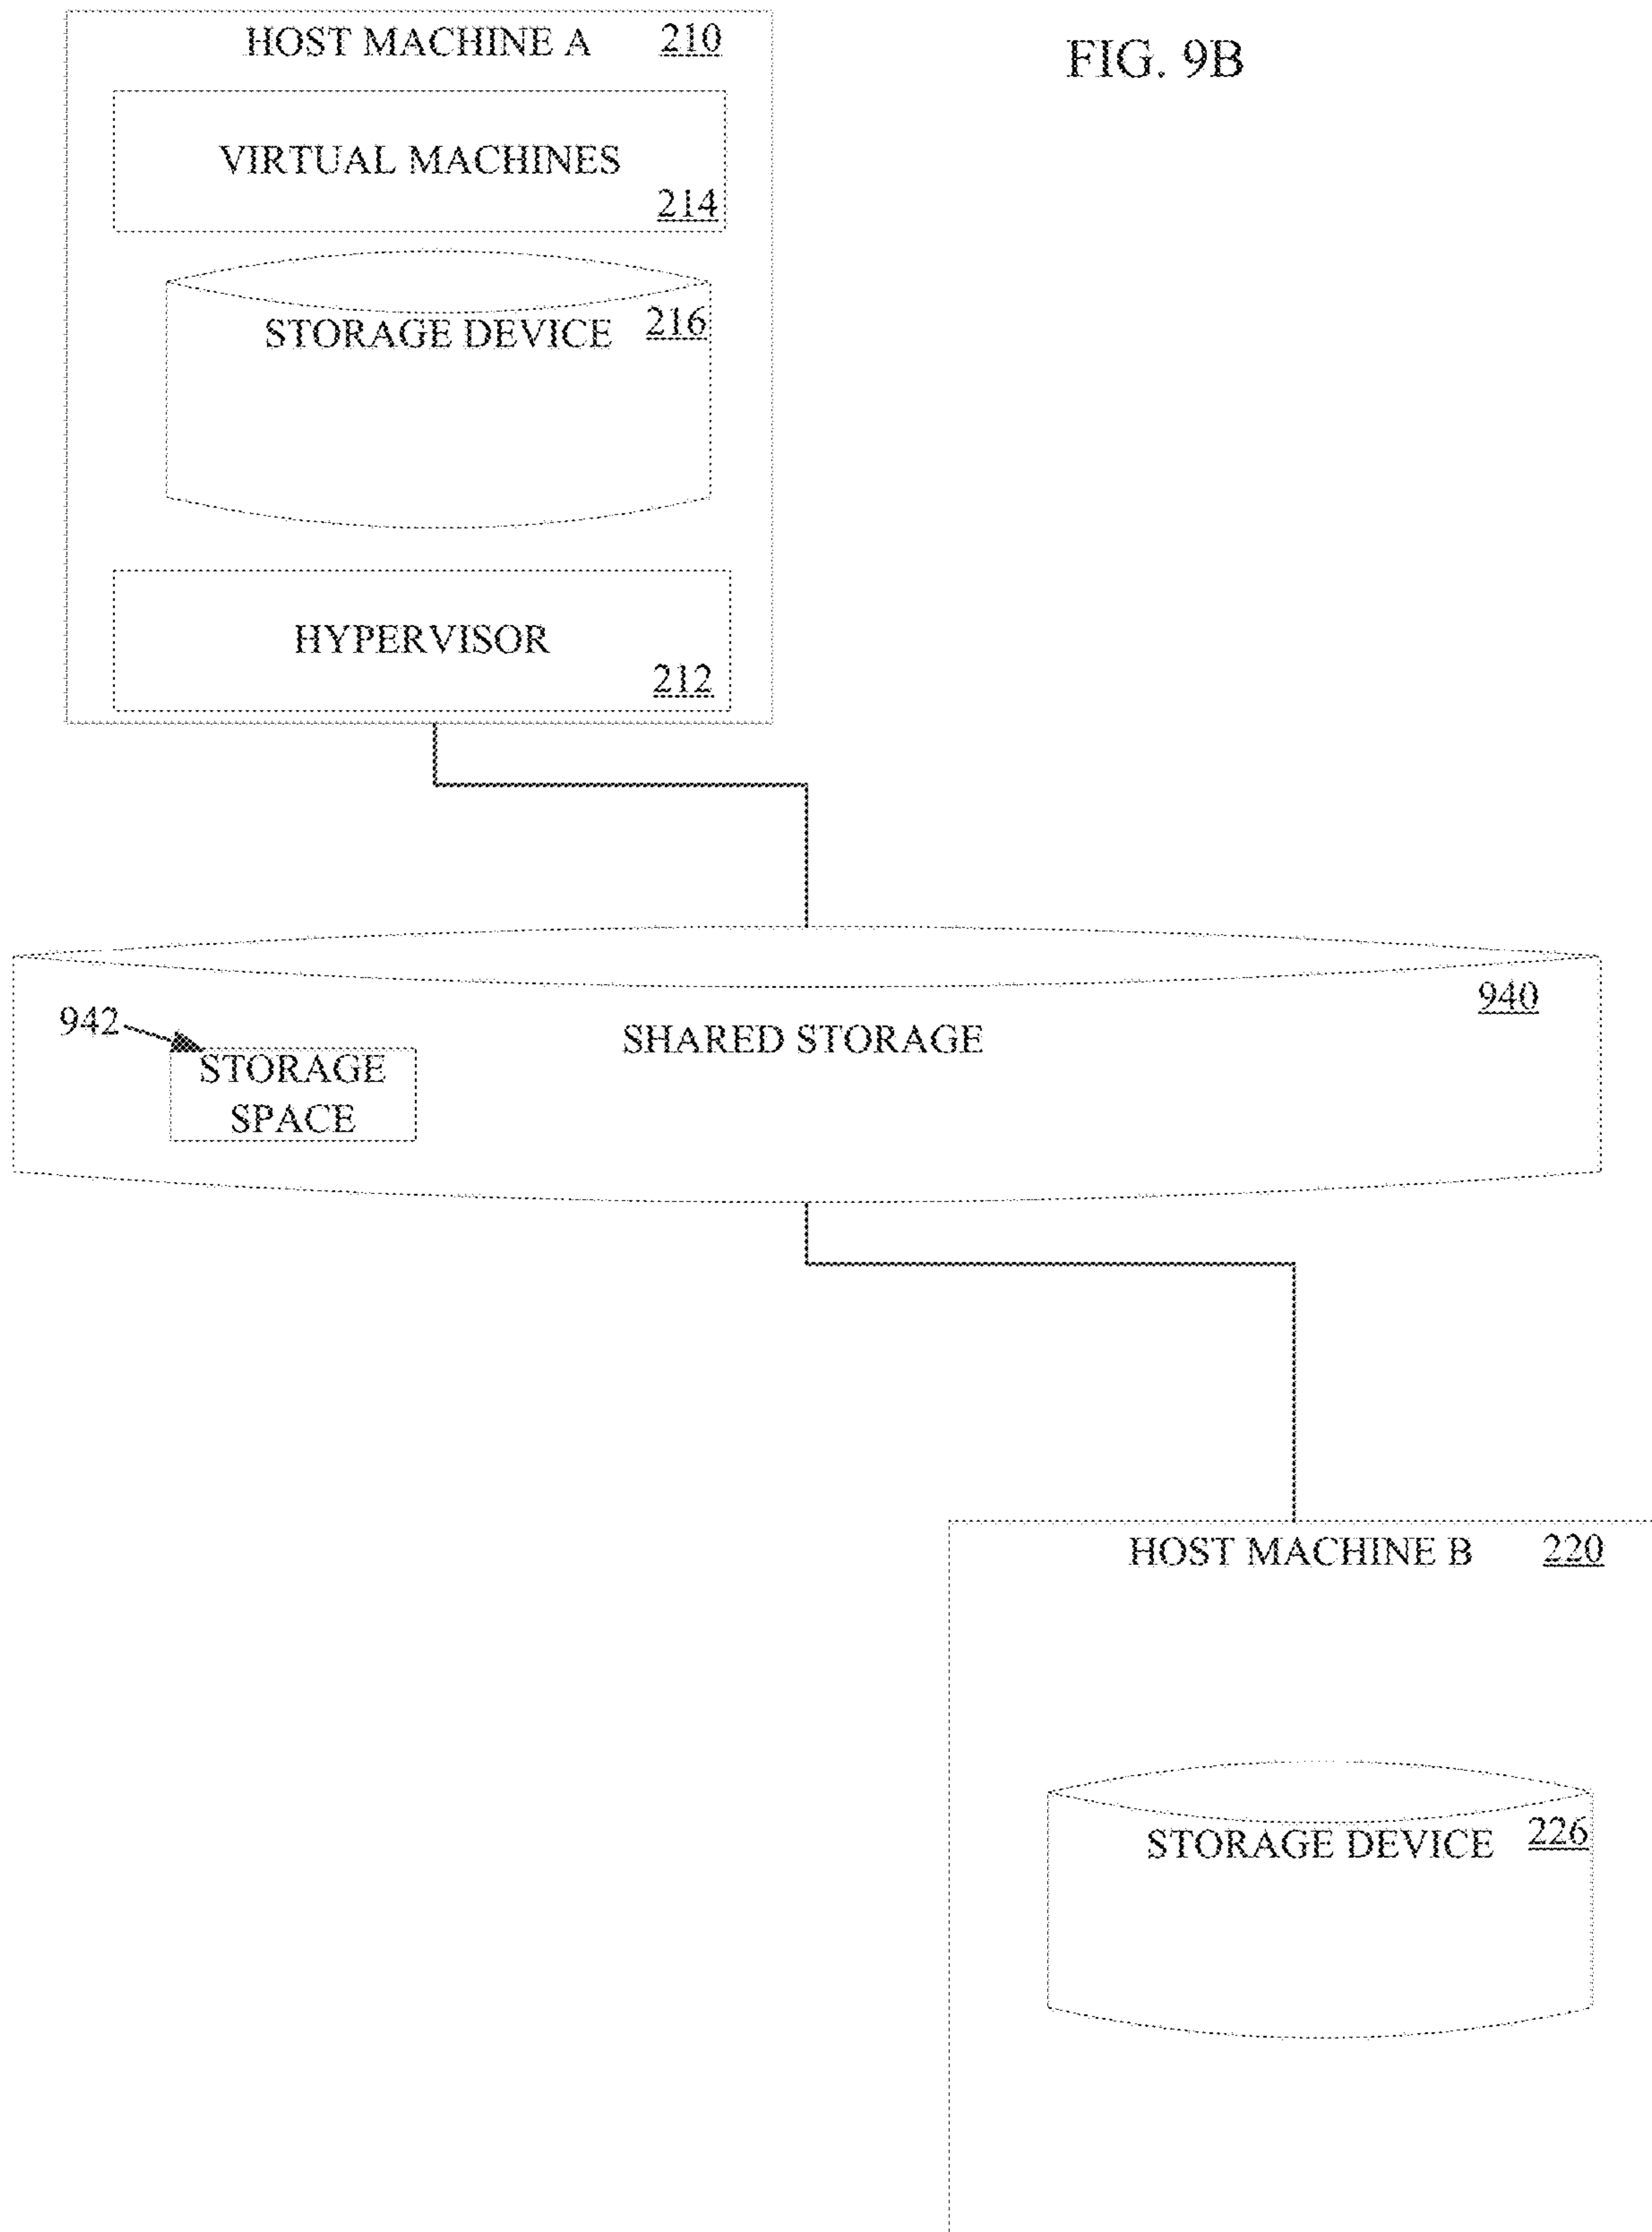 HOST MACHINE A 210
FIG. 9B
VIRTUAL MACHINES
214
STORAGE DEVICE 216
HYPERVISOR
212
940
942
SHARED STORAGE
STORAGE
SPACE
HOST MACHINE B 220
STORAGE DEVICE 226